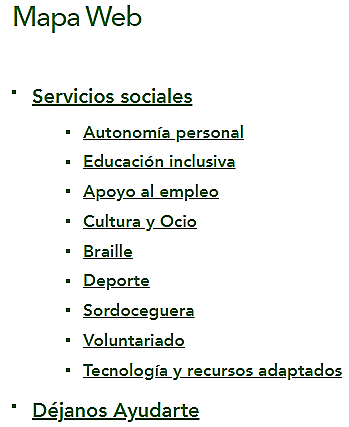 Mapa Web
Servicios sociales
Autonomía personal
Educación inclusiva
Apoyo al empleo
Cultura y Ocio
Braille
Deporte
Sordoceguera
Voluntariado
Tecnología y recursos adaptados
Déjanos Ayudarte